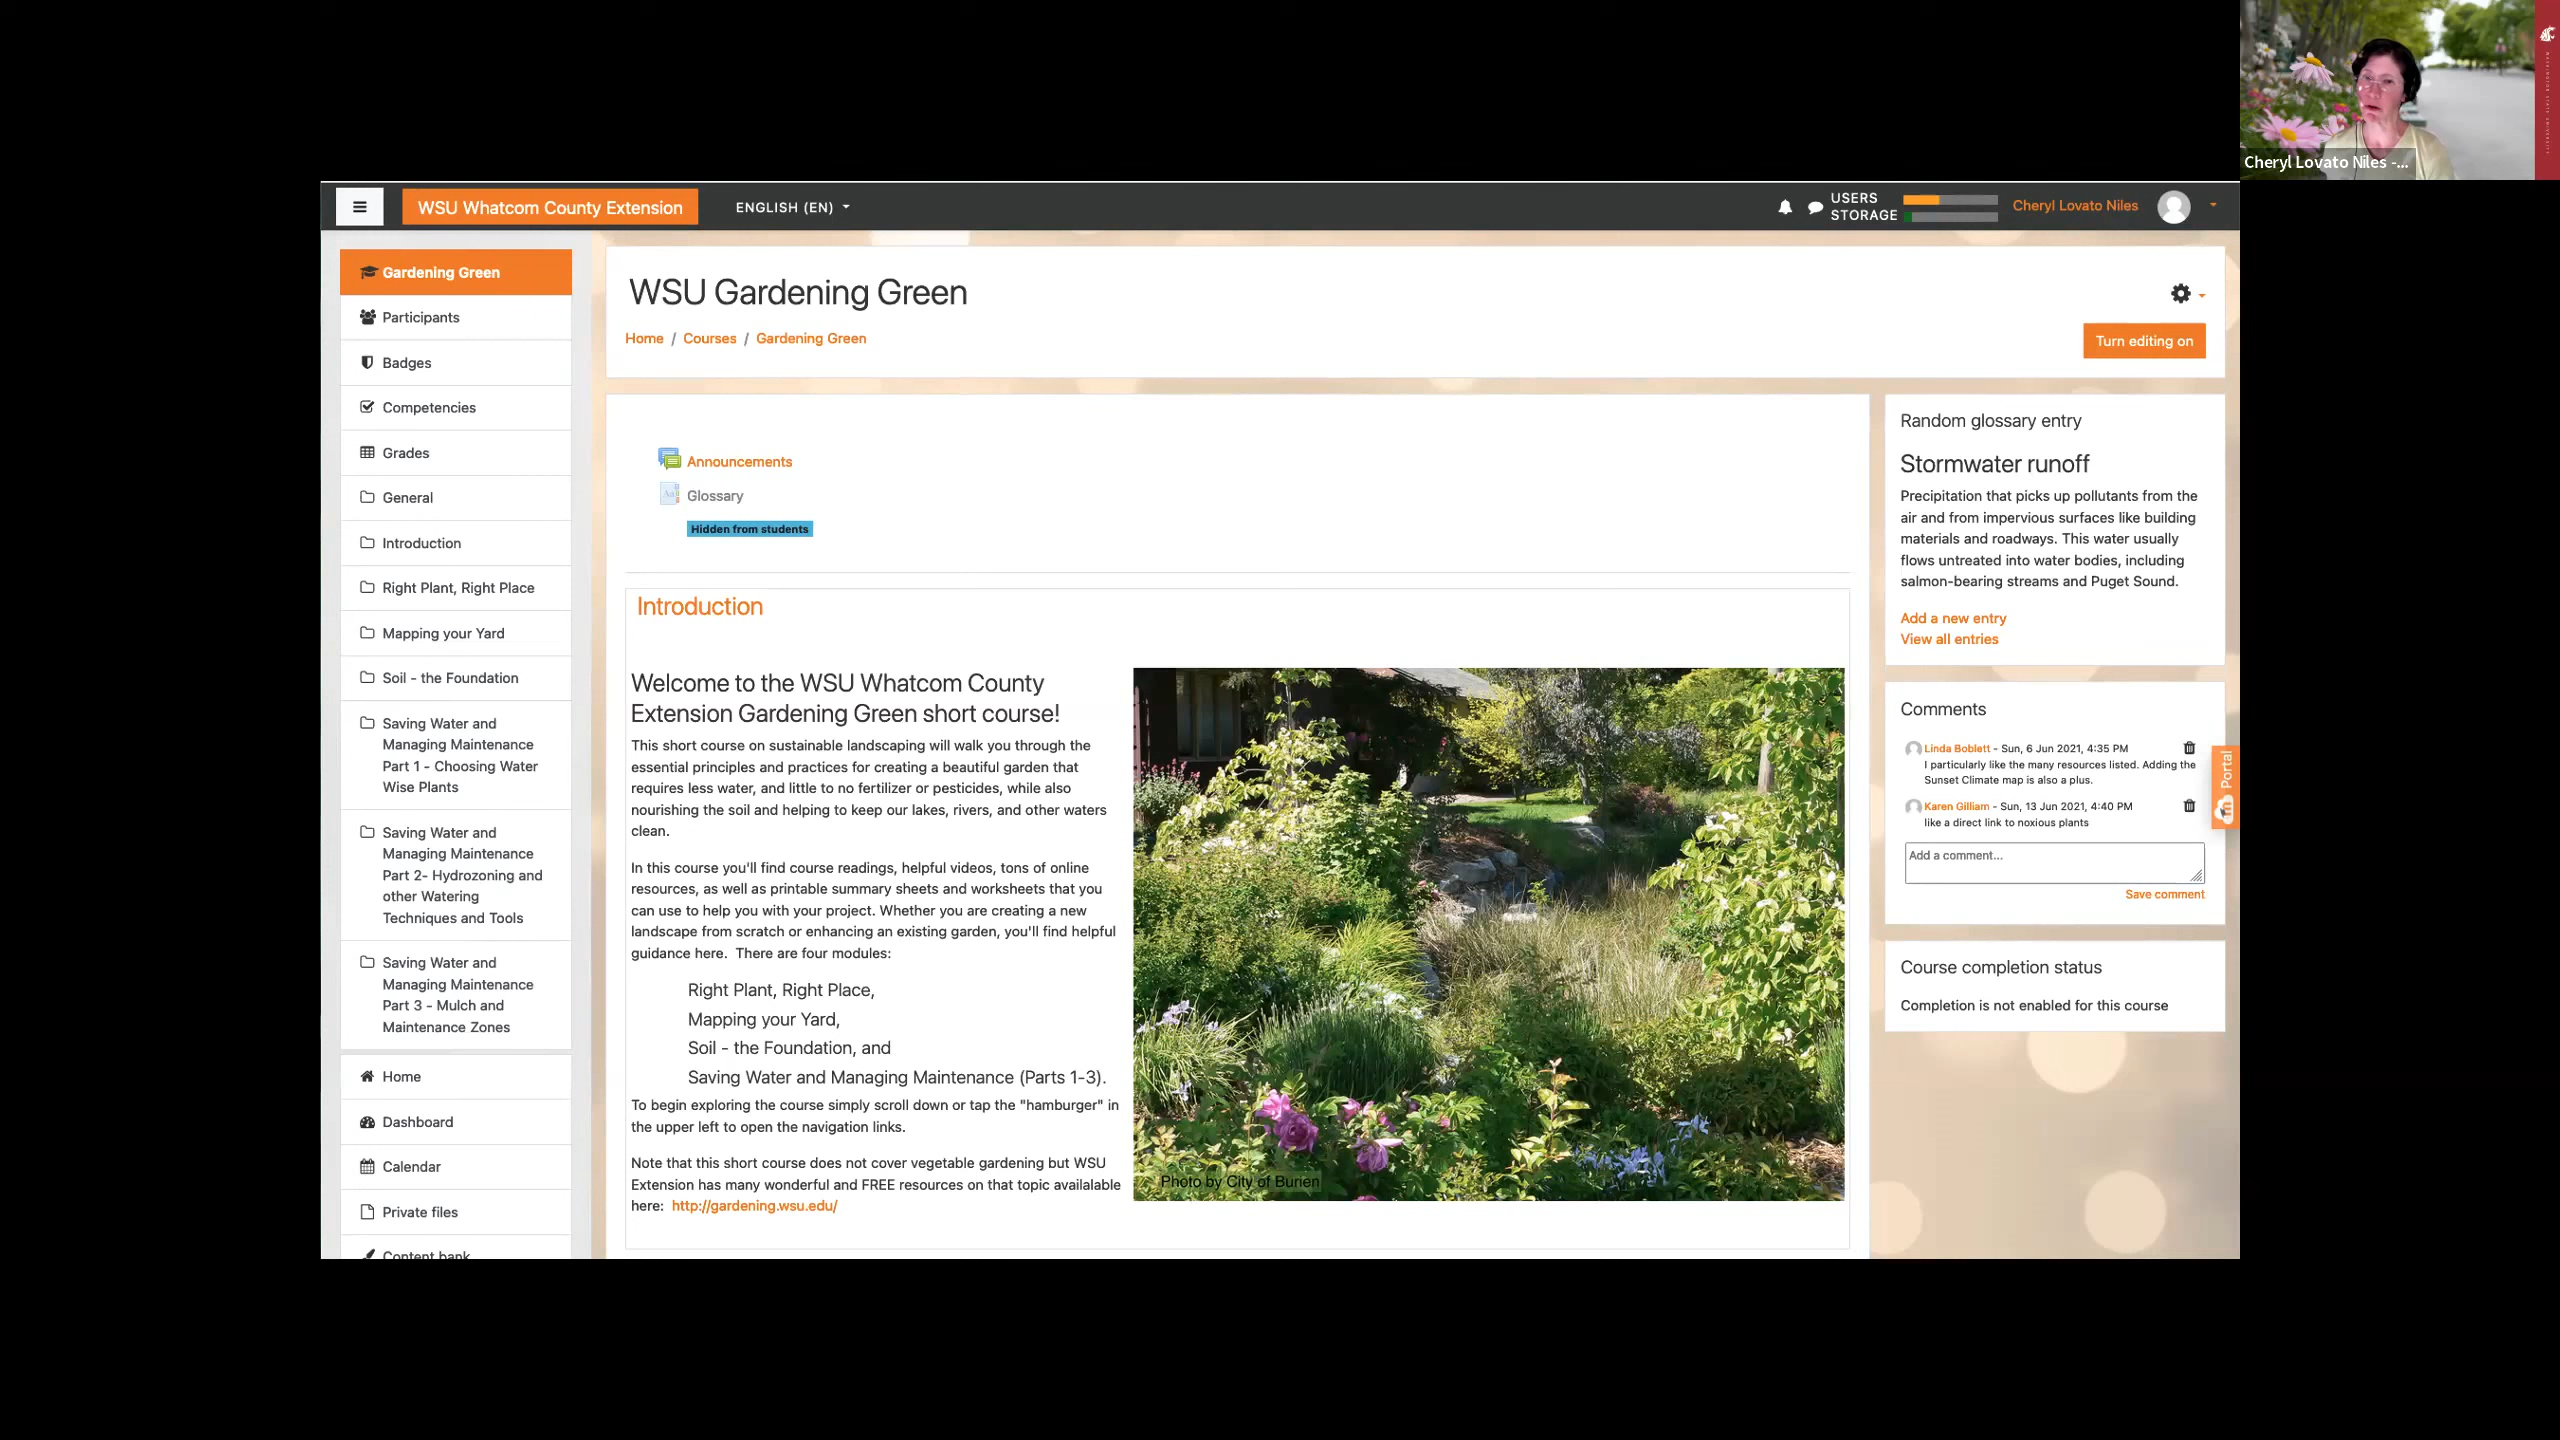 Cheryl Lovato Niles -...
WSU Whatcom County Extension
ENGLISH (EN)
USERS
STORAGE
Cheryl Lovato Niles
Gardening Green
Participants
Badges
Competencies
Grades
General
Introduction
Right Plant, Right Place
Mapping your Yard
Soil - the Foundation
Saving Water and
Managing Maintenance
Part 1 - Choosing Water
Wise Plants
Saving Water and
Managing Maintenance
Part 2- Hydrozoning and
other Watering
Techniques and Tools
Saving Water and
Managing Maintenance
Part 3 - Mulch and
Maintenance Zones
Home
Dashboard
Calendar
Private files
Content bank
WSU Gardening Green
Home / Courses / Gardening Green
Turn editing on
Announcements
Glossary
Hidden from students
Introduction
Welcome to the WSU Whatcom County
Extension Gardening Green short course!
This short course on sustainable landscaping will walk you through the
essential principles and practices for creating a beautiful garden that
requires less water, and little to no fertilizer or pesticides, while also
nourishing the soil and helping to keep our lakes, rivers, and other waters
clean.
In this course you'll find course readings, helpful videos, tons of online
resources, as well as printable summary sheets and worksheets that you
can use to help you with your project. Whether you are creating a new
landscape from scratch or enhancing an existing garden, you'll find helpful
guidance here.  There are four modules:
Right Plant, Right Place,
Mapping your Yard,
Soil - the Foundation, and
Saving Water and Managing Maintenance (Parts 1-3).
To begin exploring the course simply scroll down or tap the "hamburger" in
the upper left to open the navigation links.
Note that this short course does not cover vegetable gardening but WSU
Extension has many wonderful and FREE resources on that topic availalable
here:  http://gardening.wsu.edu/
Photo by City of Burien
Random glossary entry
Stormwater runoff
Precipitation that picks up pollutants from the
air and from impervious surfaces like building
materials and roadways. This water usually
flows untreated into water bodies, including
salmon-bearing streams and Puget Sound.
Add a new entry
View all entries
Comments
Linda Boblett - Sun, 6 Jun 2021, 4:35 PM
I particularly like the many resources listed. Adding the
Sunset Climate map is also a plus.
Karen Gilliam - Sun, 13 Jun 2021, 4:40 PM
like a direct link to noxious plants
Add a comment...
Save comment
Portal
Course completion status
Completion is not enabled for this course